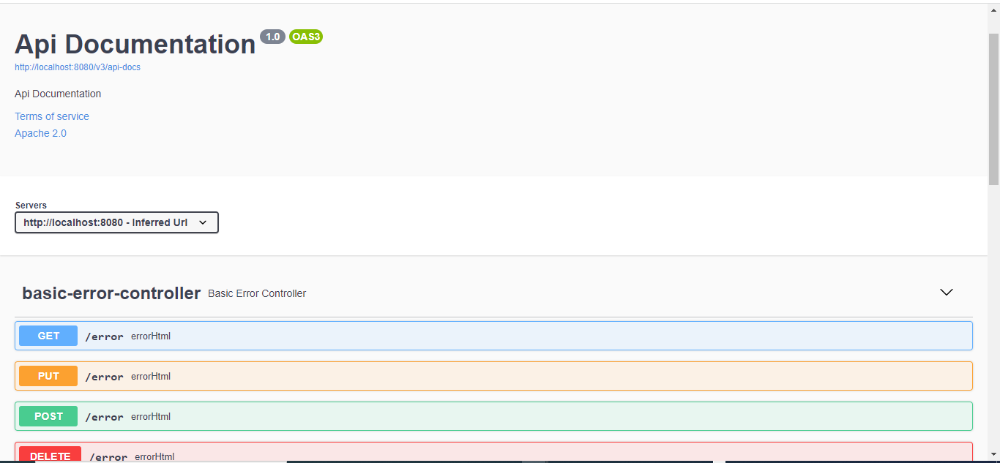 Api Documentation 1.0 OAS3
http://localhost:8080/v3/api-docs
Api Documentation
Terms of service
Apache 2.0
Servers
http://localhost:8080 - Inferred Url
basic-error-controller Basic Error Controller
GET /error errorHtml
PUT /error errorHtml
POST /error errorHtml
DELETE /error errorHtml